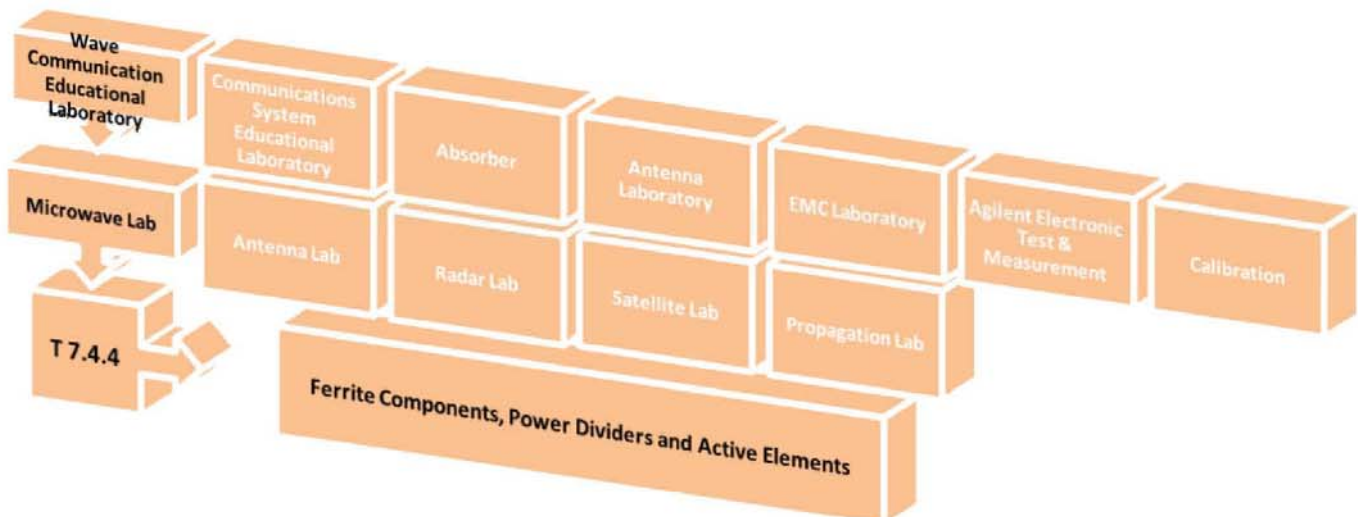 Wave
Communication
Educational
Laboratory
Communications
System
Educational
Laboratory
Absorber
Antenna
Laboratory
EMC Laboratory
Agilent Electronic
Test &
Measurement
Calibration
Microwave Lab
Antenna Lab
Radar Lab
Satellite Lab
Propagation Lab
T 7.4.4
Ferrite Components, Power Dividers and Active Elements